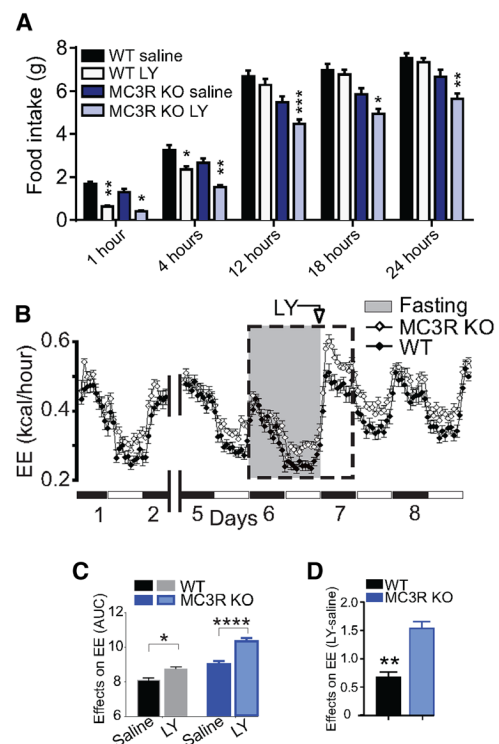 A
Food intake (g)
8
6
4
2
0
WT saline
WT LY
MC3R KO saline
MC3R KO LY
**
*
*
**
***
*
**
1 hour
4 hours
12 hours
18 hours
24 hours
B
LY
Fasting
MC3R KO
WT
EE (kcal/hour)
0.6
0.4
0.2
1 2 5 Days 6 7 8
C
WT
MC3R KO
Effects on EE (AUC)
12
10
8
6
*
****
Saline
LY
Saline
LY
D
WT
MC3R KO
Effects on EE (LY-saline)
2.0
1.5
1.0
0.5
0
**